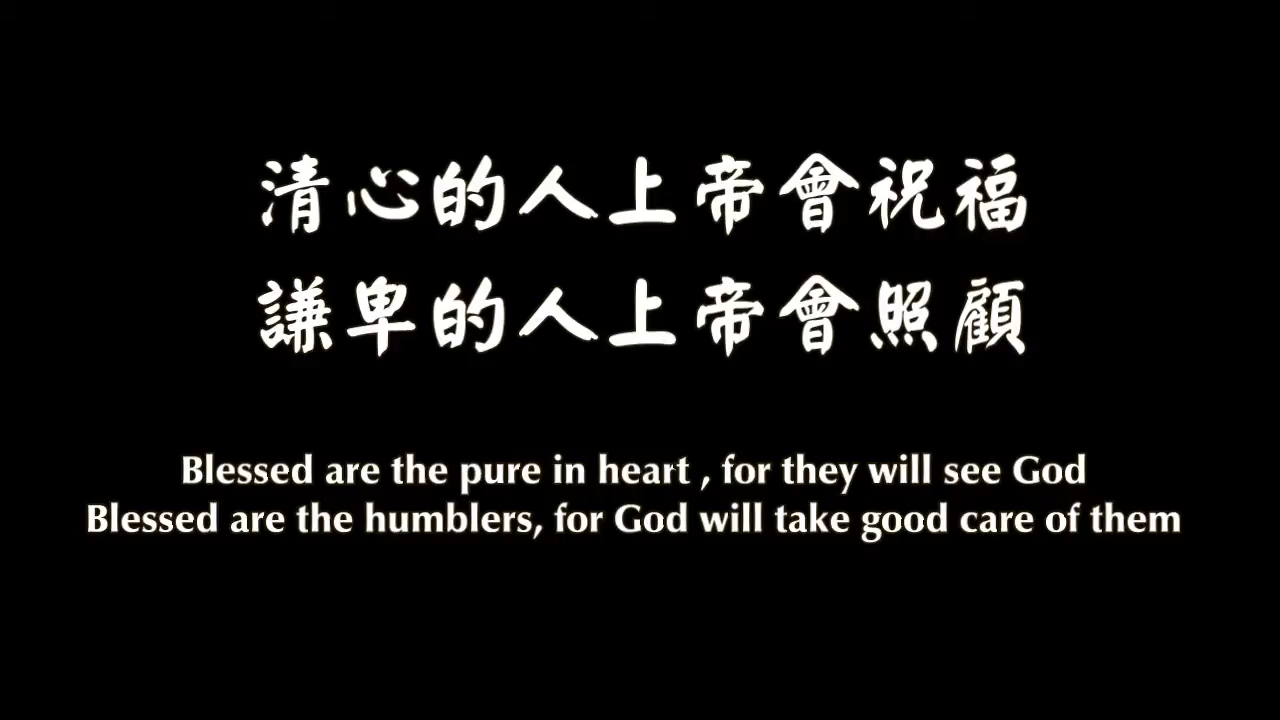 清心的人上帝會祝福
謙卑的人上帝會照顧
Blessed are the pure in heart , for they will see God
Blessed are the humblers, for God will take good care of them